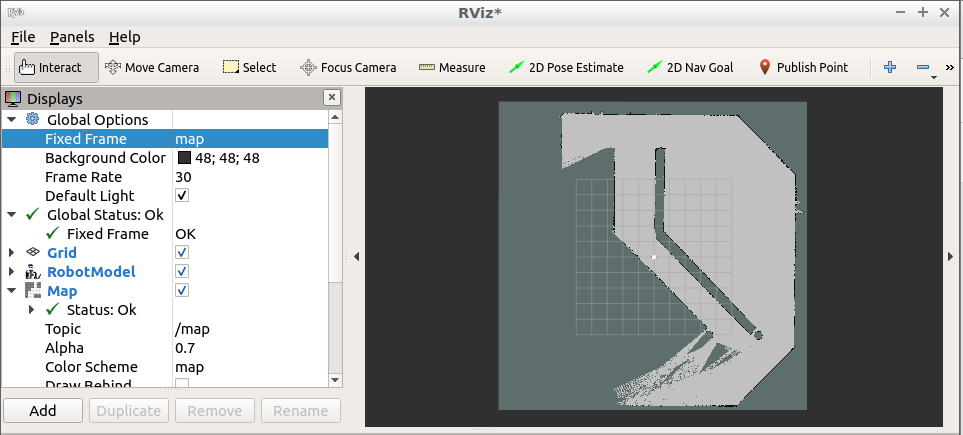 RViz
RViz*
File Panels Help
Interact Move Camera Select Focus Camera Measure 2D Pose Estimate 2D Nav Goal Publish Point »
Displays
Global Options
Fixed Frame map
Background Color 48; 48; 48
Frame Rate 30
Default Light ✓
✓ Global Status: Ok
✓ Fixed Frame OK
Grid ✓
RobotModel ✓
Map ✓
✓ Status: Ok
Topic /map
Alpha 0.7
Color Scheme map
Draw Behind
Add Duplicate Remove Rename